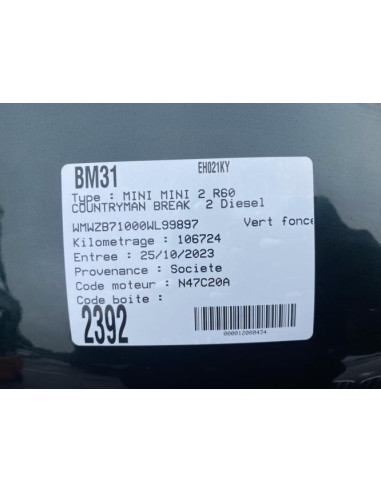 BM31 EH021KY
Type : MINI MINI 2 R60
COUNTRYMAN BREAK 2 Diesel
WMWZB71000WL99897 Vert fonce
Kilometrage : 106724
Entree : 25/10/2023
Provenance : Societe
Code moteur : N47C20A
Code boite :
2392
000012060434